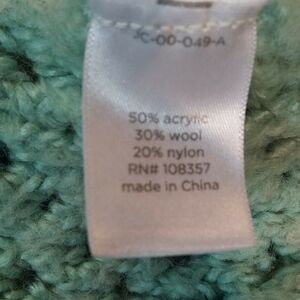 JC-00-049-A
50% acrylic
30% wool
20% nylon
RN# 108357
made in China